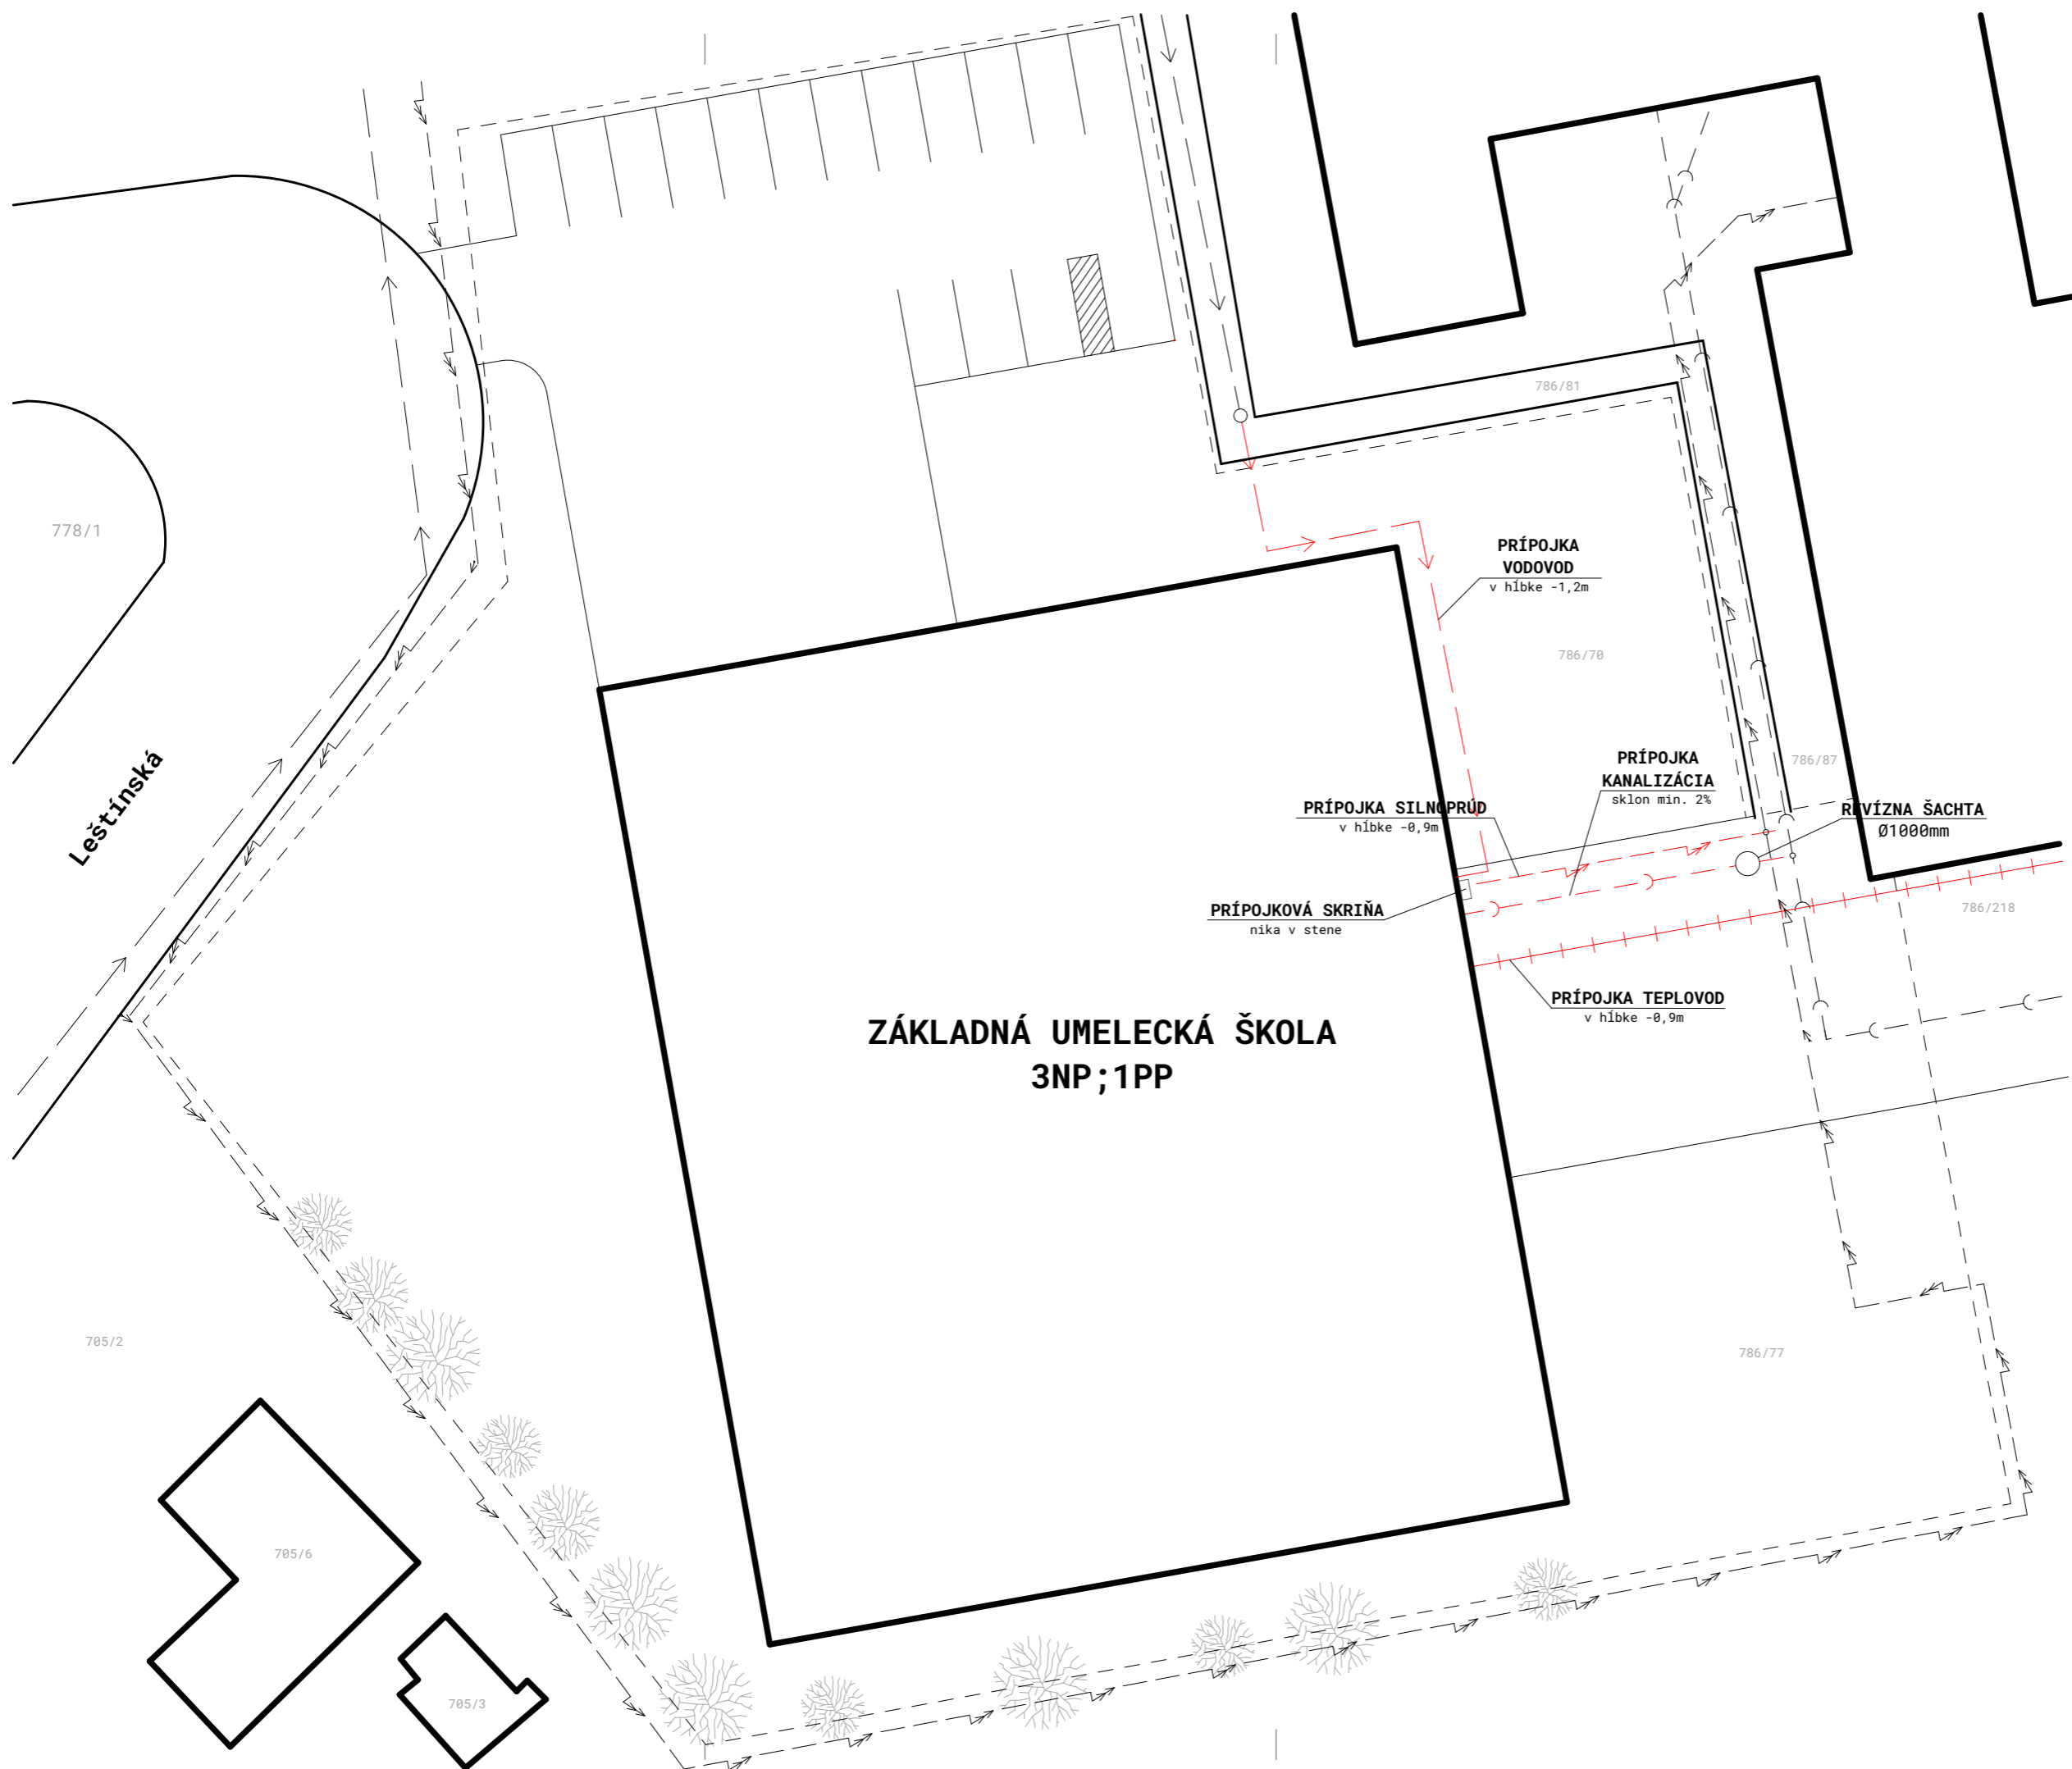 786/81
778/1
PRÍPOJKA
VODOVOD
v hĺbke -1,2m
786/70
Leštínská
PRÍPOJKA
KANALIZÁCIA
sklon min. 2%
786/87
PRÍPOJKA SILNOPRÚD
v hĺbke -0,9m
REVÍZNA ŠACHTA
Ø1000mm
PRÍPOJKOVÁ SKRIŇA
nika v stene
786/218
PRÍPOJKA TEPLOVOD
v hĺbke -0,9m
ZÁKLADNÁ UMELECKÁ ŠKOLA
3NP;1PP
705/2
786/77
705/6
705/3